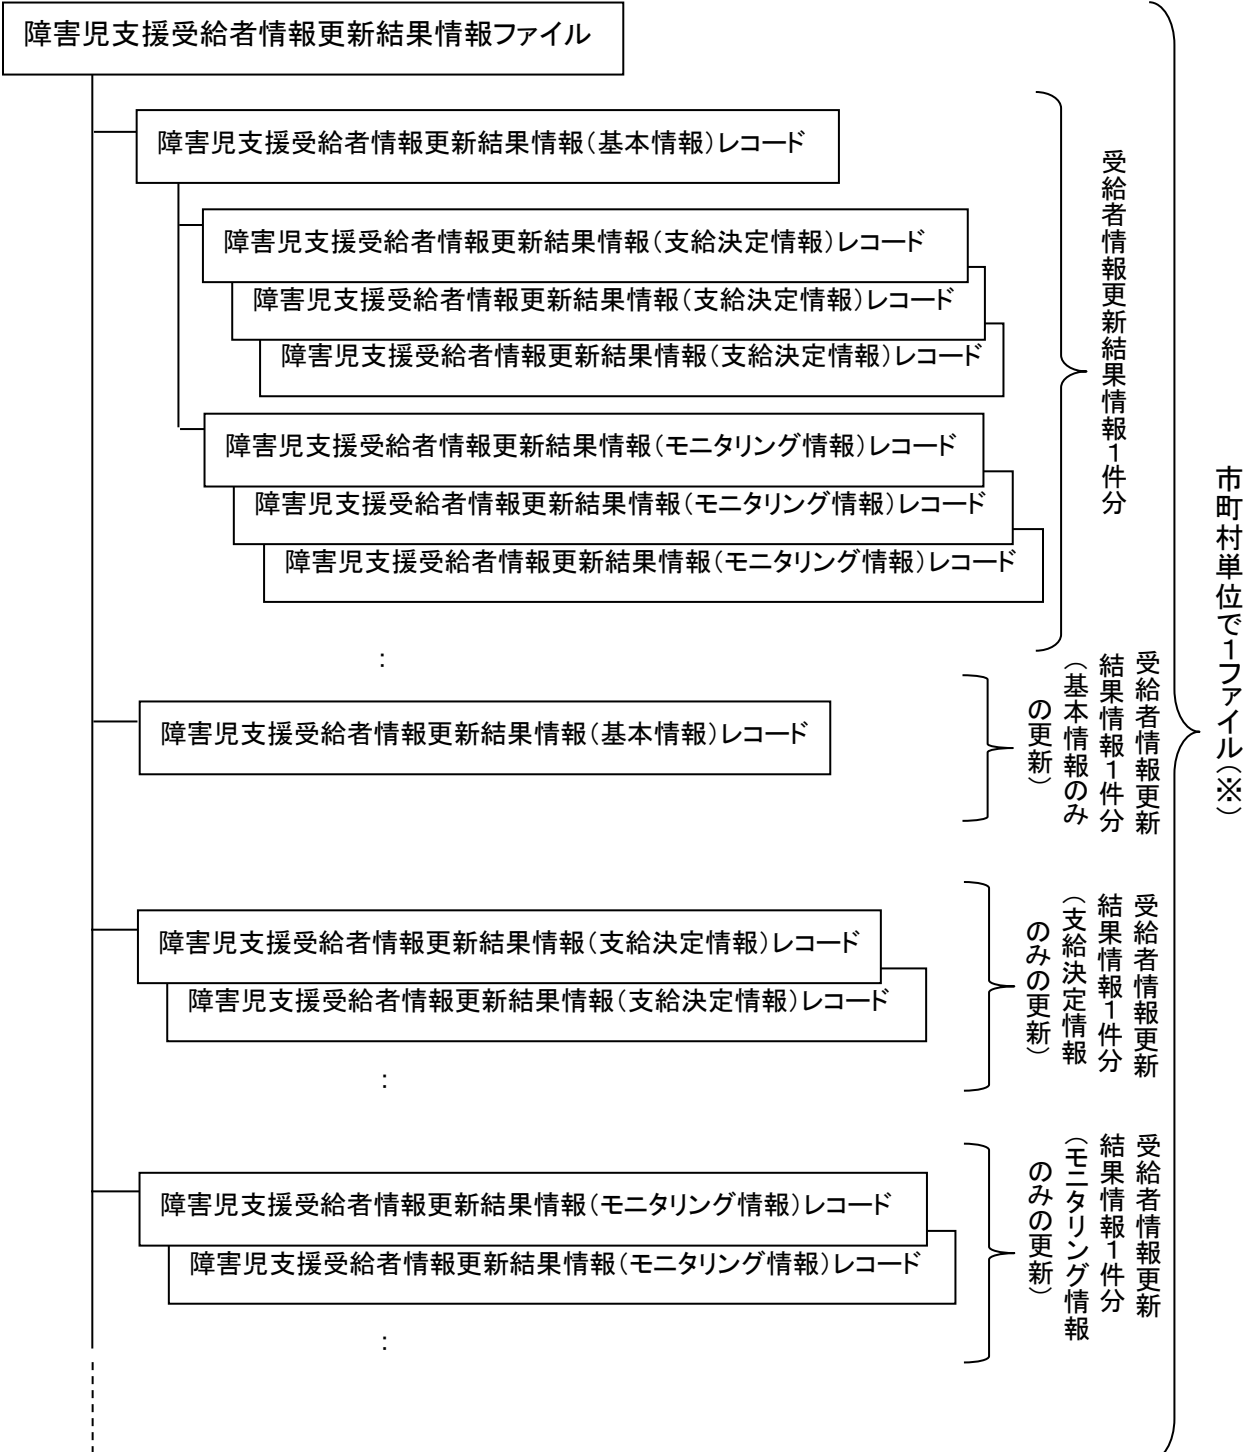 障害児支援受給者情報更新結果情報ファイル
障害児支援受給者情報更新結果情報(基本情報)レコード
障害児支援受給者情報更新結果情報(支給決定情報)レコード
障害児支援受給者情報更新結果情報(支給決定情報)レコード
障害児支援受給者情報更新結果情報(支給決定情報)レコード
障害児支援受給者情報更新結果情報(モニタリング情報)レコード
障害児支援受給者情報更新結果情報(モニタリング情報)レコード
障害児支援受給者情報更新結果情報(モニタリング情報)レコード
:
受給者情報更新結果情報1件分
障害児支援受給者情報更新結果情報(基本情報)レコード
受給者情報更新
結果情報1件分
(基本情報のみ
の更新)
障害児支援受給者情報更新結果情報(支給決定情報)レコード
障害児支援受給者情報更新結果情報(支給決定情報)レコード
:
受給者情報更新
結果情報1件分
(支給決定情報
のみの更新)
障害児支援受給者情報更新結果情報(モニタリング情報)レコード
障害児支援受給者情報更新結果情報(モニタリング情報)レコード
:
受給者情報更新
結果情報1件分
(モニタリング情報
のみの更新)
市町村単位で1ファイル(※)